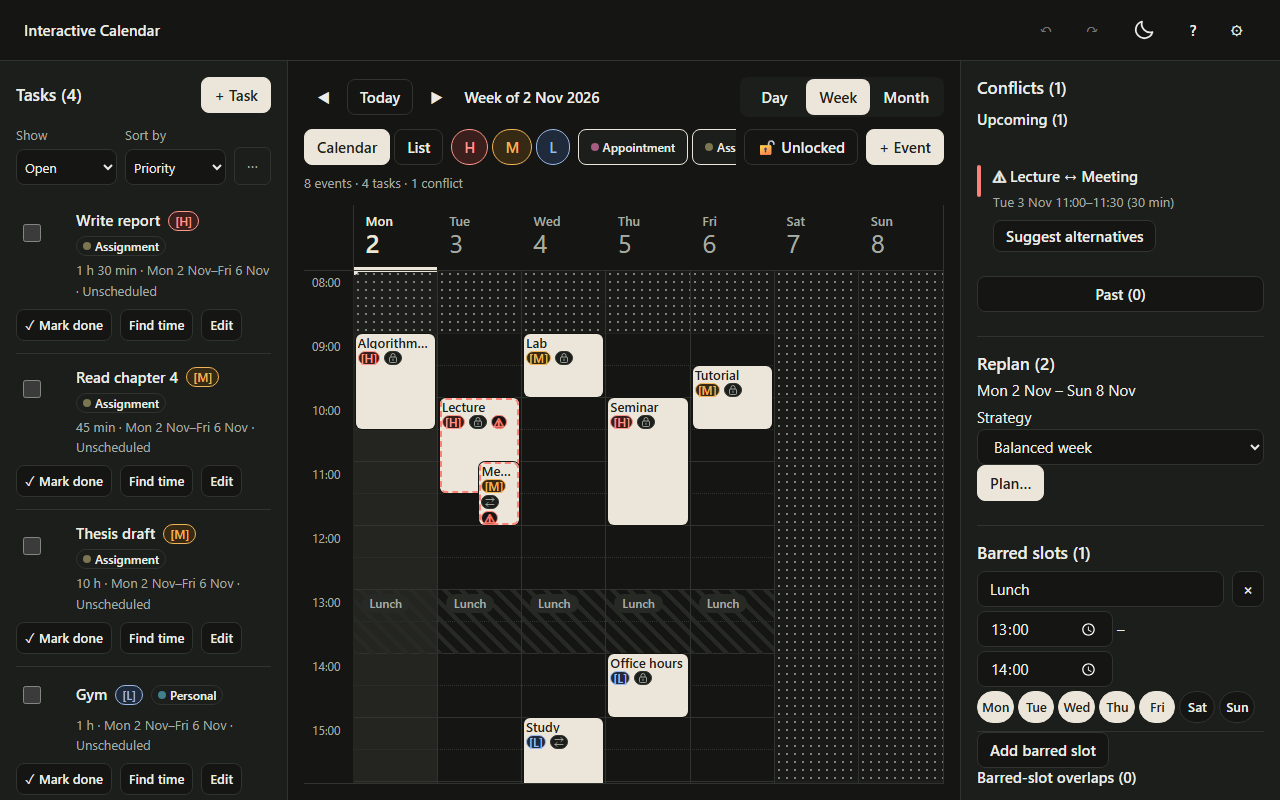 Interactive Calendar
?
Tasks (4)
+ Task
Show
Sort by
Open
Priority
...
Write report [H]
Assignment
1 h 30 min · Mon 2 Nov–Fri 6 Nov
· Unscheduled
✓ Mark done
Find time
Edit
Read chapter 4 [M]
Assignment
45 min · Mon 2 Nov–Fri 6 Nov ·
Unscheduled
✓ Mark done
Find time
Edit
Thesis draft [M]
Assignment
10 h · Mon 2 Nov–Fri 6 Nov ·
Unscheduled
✓ Mark done
Find time
Edit
Gym [L] Personal
1 h · Mon 2 Nov–Fri 6 Nov ·
Unscheduled
✓ Mark done
Find time
Edit
◀ Today ▶ Week of 2 Nov 2026
Day Week Month
Calendar List H M L Appointment Ass
Unlocked
+ Event
8 events · 4 tasks · 1 conflict
Mon Tue Wed Thu Fri Sat Sun
2 3 4 5 6 7 8
08:00
09:00
10:00
11:00
12:00
13:00
14:00
15:00
Algorithm...
[H]
Lecture
[H]
Me...
[M]
Lab
[M]
Seminar
[H]
Tutorial
[M]
Lunch Lunch Lunch Lunch Lunch
Office hours
[L]
Study
[L]
Conflicts (1)
Upcoming (1)
⚠ Lecture ↔ Meeting
Tue 3 Nov 11:00–11:30 (30 min)
Suggest alternatives
Past (0)
Replan (2)
Mon 2 Nov – Sun 8 Nov
Strategy
Balanced week
Plan...
Barred slots (1)
Lunch ×
13:00 –
14:00
Mon Tue Wed Thu Fri Sat Sun
Add barred slot
Barred-slot overlaps (0)